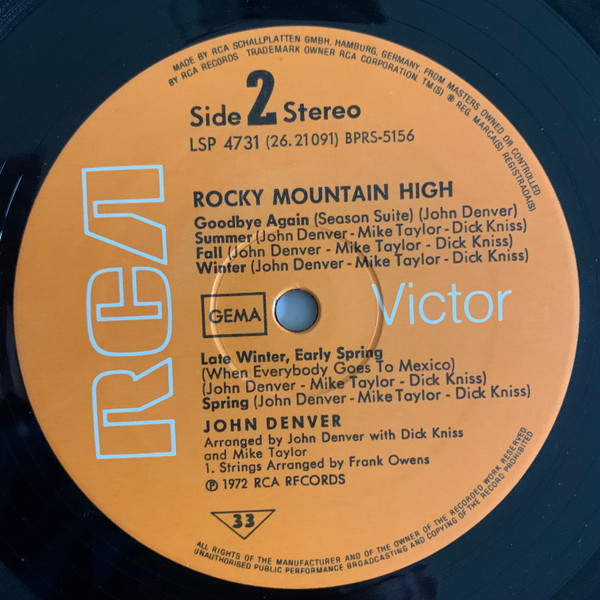 MADE BY RCA SCHALLPLATTEN GMBH, HAMBURG, GERMANY, FROM MASTERS OWNED OR CONTROLLED
BY RCA RECORDS TRADEMARK OWNER RCA CORPORATION. TM(S) ® REG. MARCA(S) REGISTRADA(S)
Side 2 Stereo
LSP 4731 (26.21091) BPRS-5156
ROCKY MOUNTAIN HIGH
Goodbye Again (Season Suite) (John Denver)
Summer (John Denver - Mike Taylor - Dick Kniss)
Fall (John Denver - Mike Taylor - Dick Kniss)
Winter (John Denver - Mike Taylor - Dick Kniss)
RCA
GEMA
Victor
Late Winter, Early Spring
(When Everybody Goes To Mexico)
(John Denver - Mike Taylor - Dick Kniss)
Spring (John Denver - Mike Taylor - Dick Kniss)
JOHN DENVER
Arranged by John Denver with Dick Kniss
and Mike Taylor
1. Strings Arranged by Frank Owens
℗ 1972 RCA RFCORDS
33
ALL RIGHTS OF THE MANUFACTURER AND OF THE OWNER OF THE RECORDED WORK RESERVED
UNAUTHORISED PUBLIC PERFORMANCE BROADCASTING AND COPYING OF THE RECORD PROHIBITED